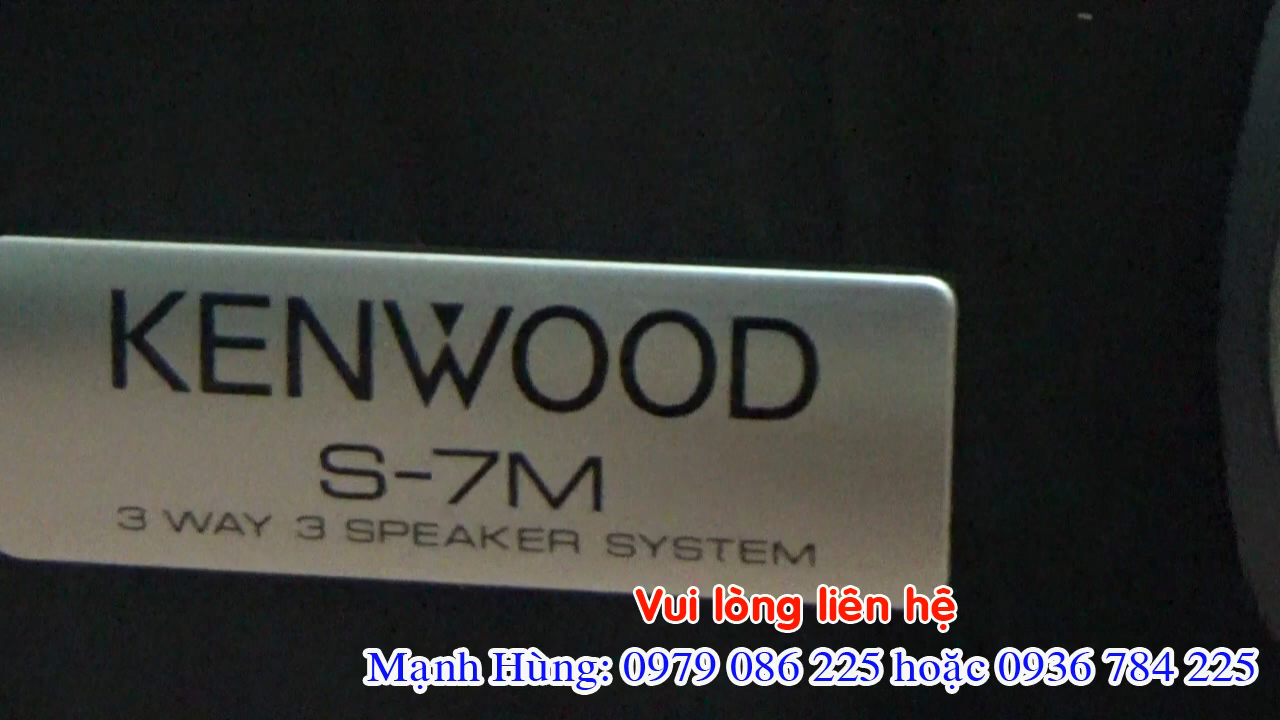 KENWOOD
S-7M
3 WAY 3 SPEAKER SYSTEM
Vui lòng liên hệ
Mạnh Hùng: 0979 086 225 hoặc 0936 784 225